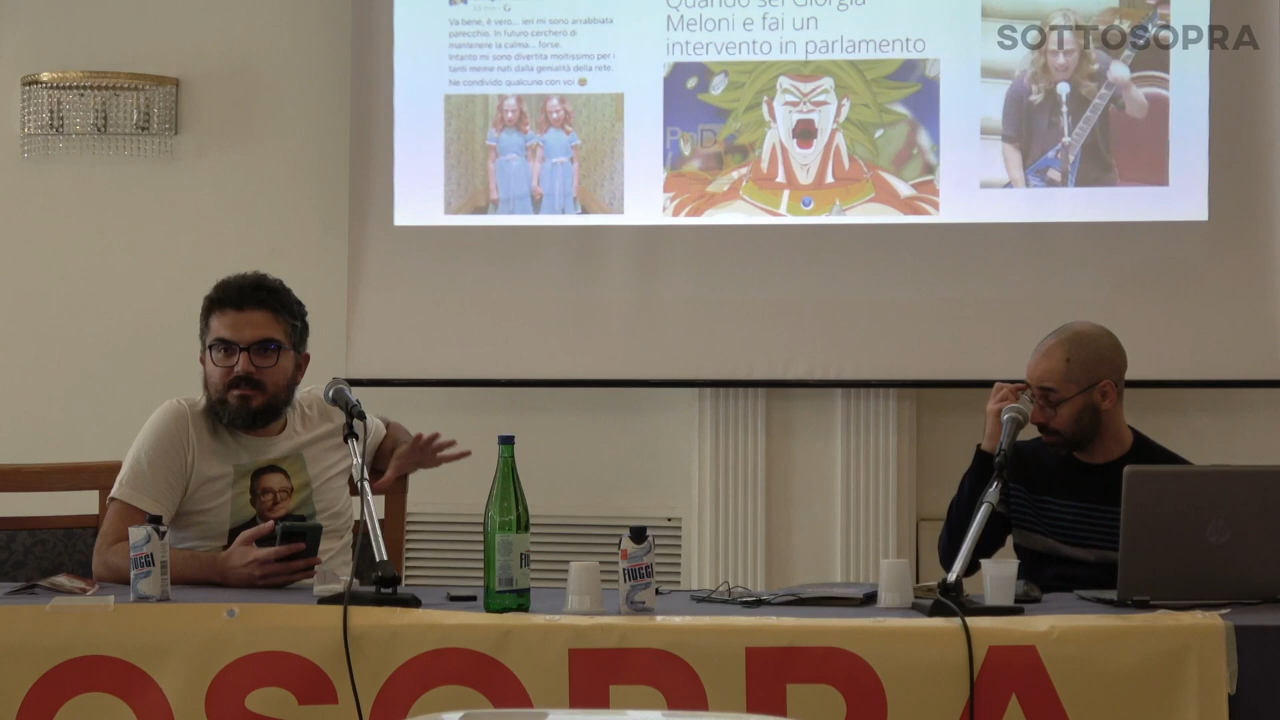 Va bene, è vero... ieri mi sono arrabbiata
parecchio. In futuro cercherò di
mantenere la calma... forse.
Intanto mi sono divertita moltissimo per i
tanti meme nati dalla genialità della rete.
Ne condivido qualcuno con voi 🤓
Quando sei Giorgia
Meloni e fai un
intervento in parlamento
SOTTOSOPRA
FIUGGI
FIUGGI
OSOPRA